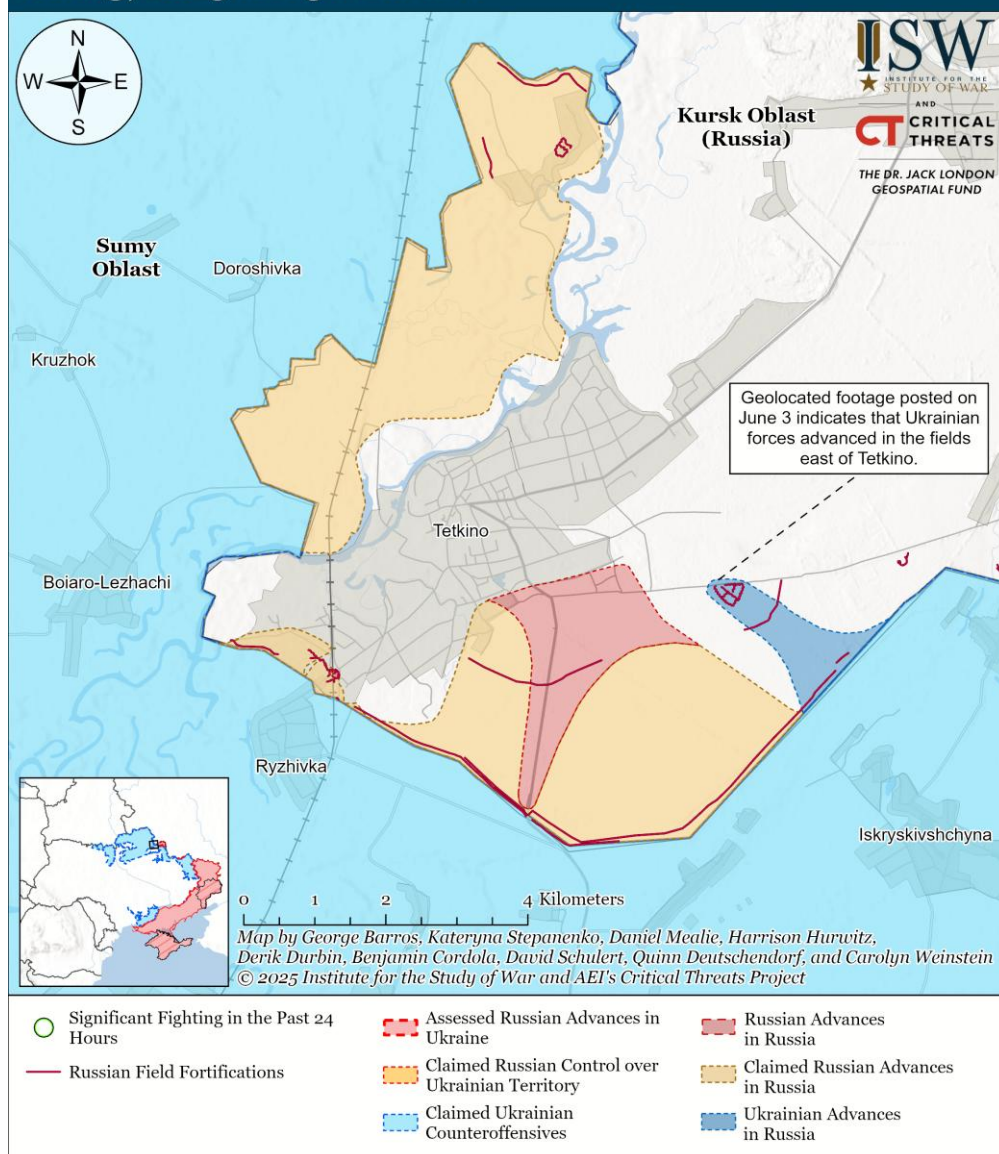 N
W
E
S
ISW
INSTITUTE FOR THE
STUDY OF WAR
AND
CT CRITICAL
THREATS
THE DR. JACK LONDON
GEOSPATIAL FUND
Kursk Oblast
(Russia)
Sumy
Oblast
Doroshivka
Kruzhok
Geolocated footage posted on
June 3 indicates that Ukrainian
forces advanced in the fields
east of Tetkino.
Tetkino
Boiaro-Lezhachi
Ryzhivka
Iskryskivshchyna
0 1 2 4 Kilometers
Map by George Barros, Kateryna Stepanenko, Daniel Mealie, Harrison Hurwitz,
Derik Durbin, Benjamin Cordola, David Schulert, Quinn Deutschendorf, and Carolyn Weinstein
© 2025 Institute for the Study of War and AEI's Critical Threats Project
Significant Fighting in the Past 24
Hours
Russian Field Fortifications
Assessed Russian Advances in
Ukraine
Claimed Russian Control over
Ukrainian Territory
Claimed Ukrainian
Counteroffensives
Russian Advances
in Russia
Claimed Russian Advances
in Russia
Ukrainian Advances
in Russia